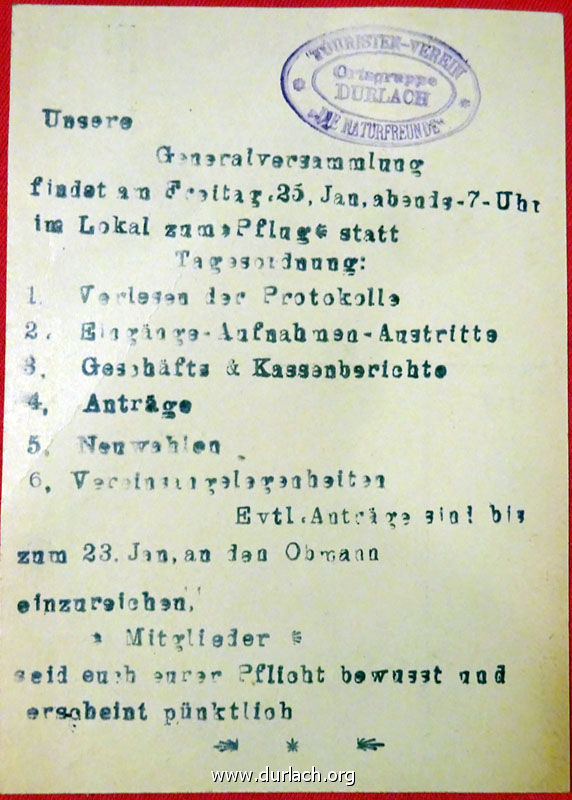 TOURISTEN-VEREIN
Ortsgruppe
DURLACH
"DIE NATURFREUNDE"
Unsere
Generalversammlung
findet am Freitag,25, Jan,abends-7-Uhr
im Lokal zum»Pflug« statt
Tagesordnung:
1. Verlesen der Protokolle
2. Eingänge-Aufnahmen-Austritte
3. Geschäfts & Kassenberichte
4, Anträge
5, Neuwahlen
6, Vereinsangelegenheiten
Evtl.Anträge sind bis
zum 23. Jan,an den Obmann
einzureichen,
* Mitglieder *
seid euch eurer Pflicht bewusst und
erscheint pünktlich
www.durlach.org